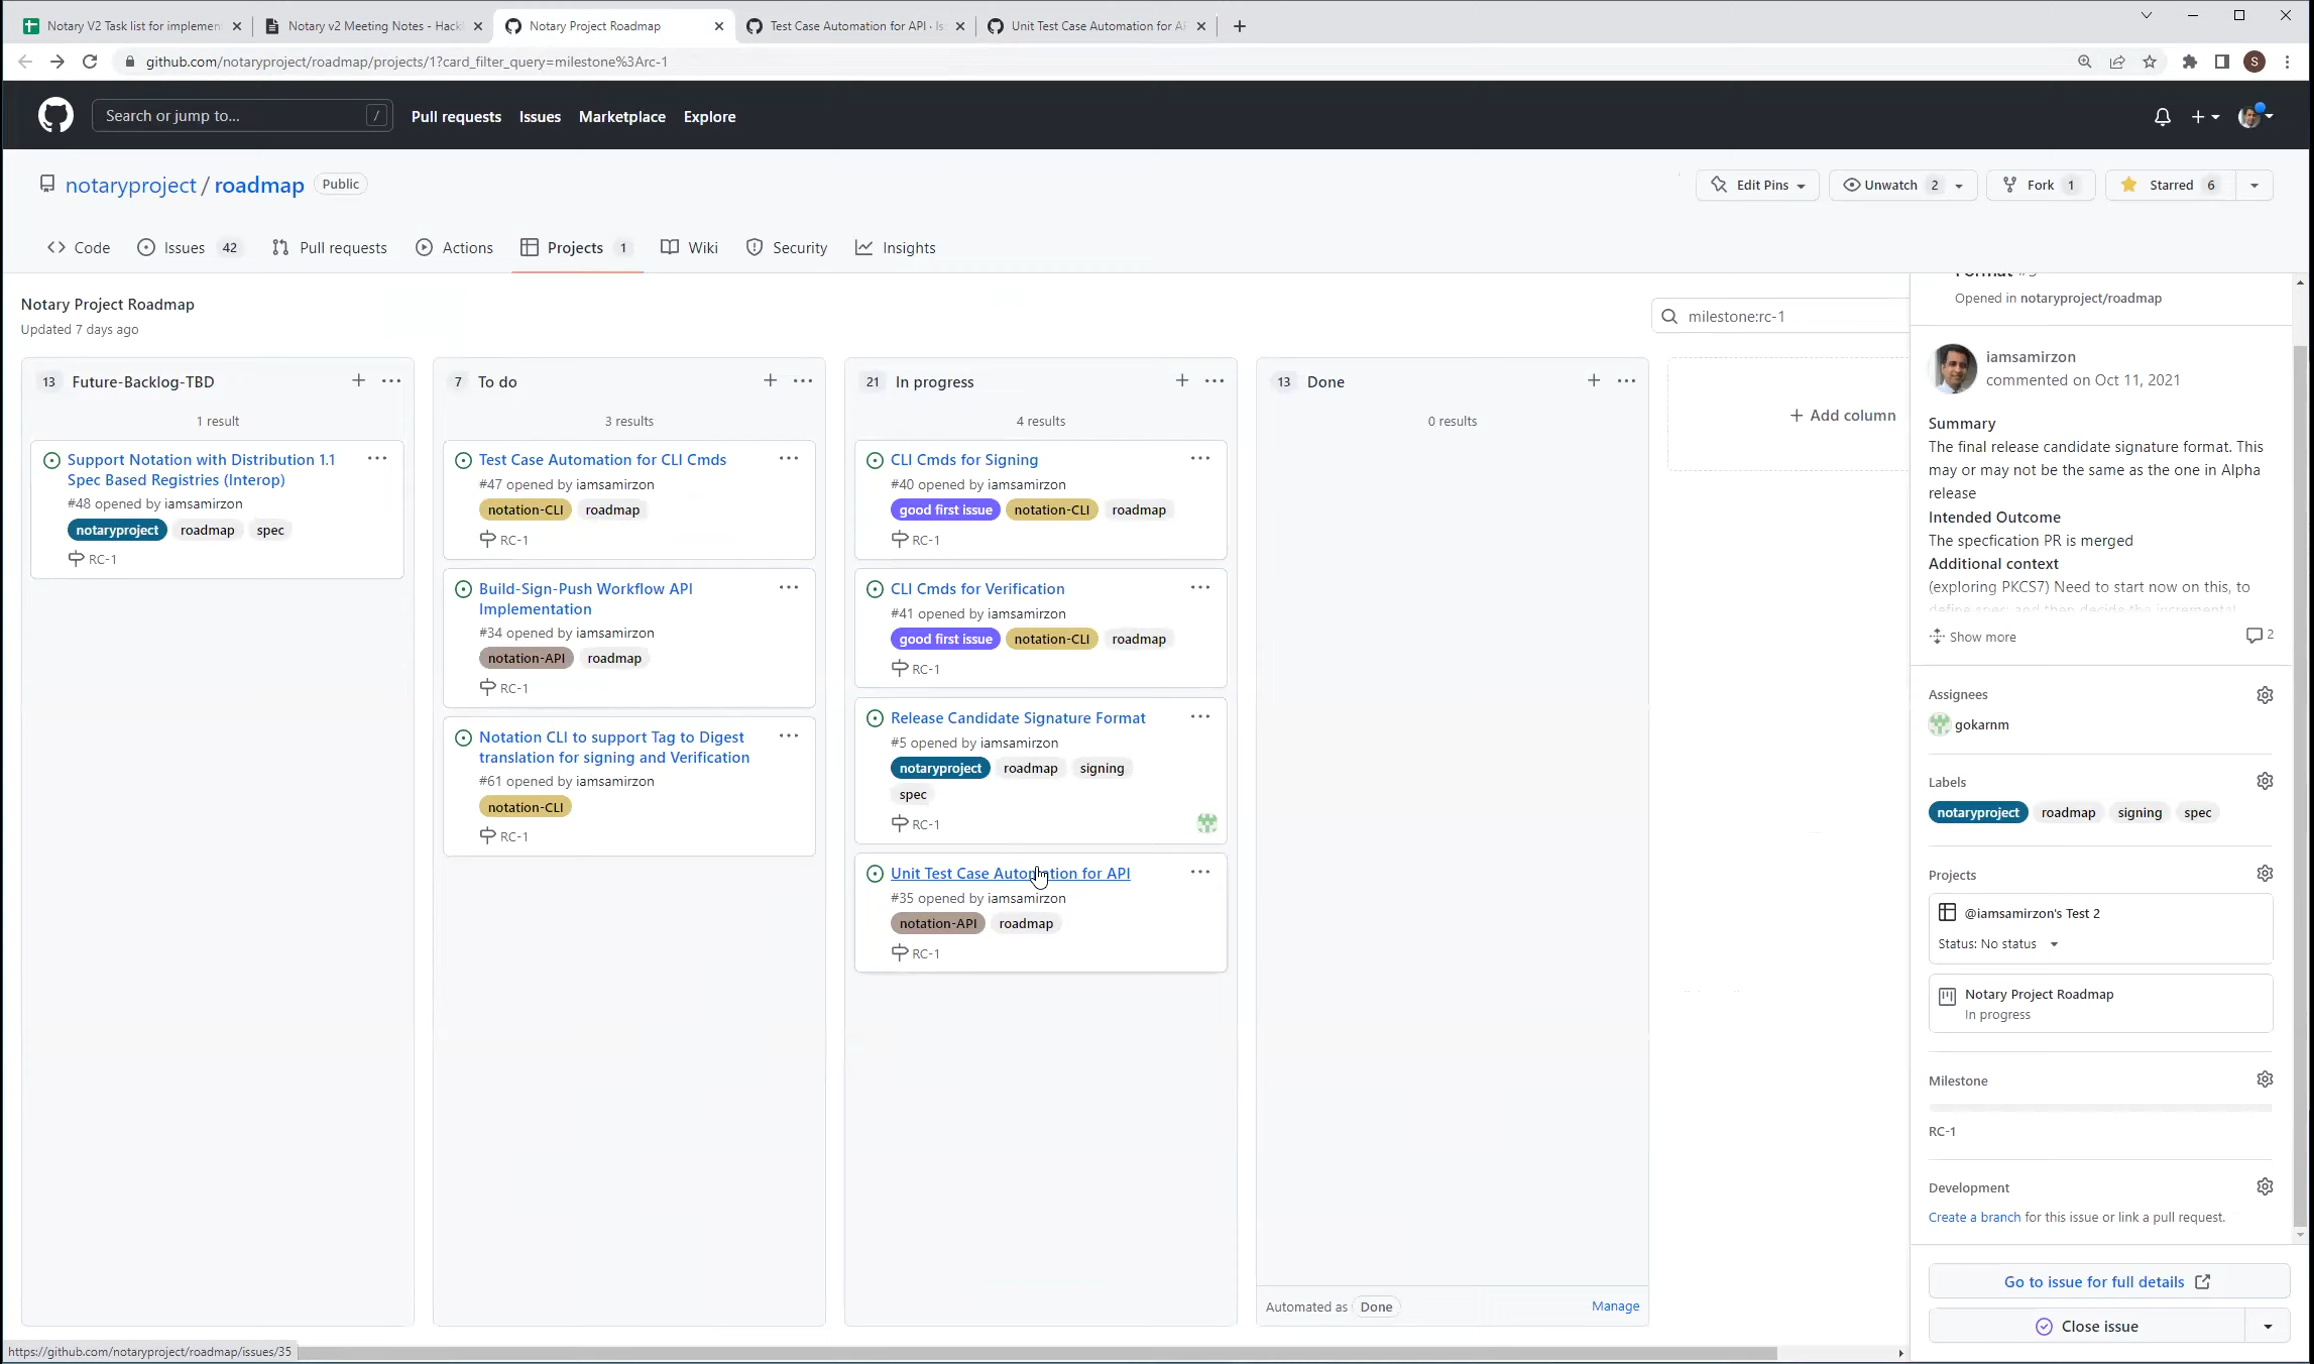 Notary V2 Task list for implemen
Notary v2 Meeting Notes - Hack
Notary Project Roadmap
Test Case Automation for API · Is
Unit Test Case Automation for A
github.com/notaryproject/roadmap/projects/1?card_filter_query=milestone%3Arc-1
S
Search or jump to...
/
Pull requests
Issues
Marketplace
Explore
notaryproject / roadmap
Public
Edit Pins
Unwatch 2
Fork 1
Starred 6
Code
Issues 42
Pull requests
Actions
Projects 1
Wiki
Security
Insights
Notary Project Roadmap
Updated 7 days ago
milestone:rc-1
13 Future-Backlog-TBD
1 result
Support Notation with Distribution 1.1
Spec Based Registries (Interop)
#48 opened by iamsamirzon
notaryproject roadmap spec
RC-1
7 To do
3 results
Test Case Automation for CLI Cmds
#47 opened by iamsamirzon
notation-CLI roadmap
RC-1
Build-Sign-Push Workflow API
Implementation
#34 opened by iamsamirzon
notation-API roadmap
RC-1
Notation CLI to support Tag to Digest
translation for signing and Verification
#61 opened by iamsamirzon
notation-CLI
RC-1
21 In progress
4 results
CLI Cmds for Signing
#40 opened by iamsamirzon
good first issue notation-CLI roadmap
RC-1
CLI Cmds for Verification
#41 opened by iamsamirzon
good first issue notation-CLI roadmap
RC-1
Release Candidate Signature Format
#5 opened by iamsamirzon
notaryproject roadmap signing
spec
RC-1
Unit Test Case Automation for API
#35 opened by iamsamirzon
notation-API roadmap
RC-1
13 Done
0 results
Automated as Done
Manage
+ Add column
Format #5
Opened in notaryproject/roadmap
iamsamirzon
commented on Oct 11, 2021
Summary
The final release candidate signature format. This
may or may not be the same as the one in Alpha
release
Intended Outcome
The specfication PR is merged
Additional context
(exploring PKCS7) Need to start now on this, to
define spec; and then decide the incremental
Show more
2
Assignees
gokarnm
Labels
notaryproject roadmap signing spec
Projects
@iamsamirzon's Test 2
Status: No status
Notary Project Roadmap
In progress
Milestone
RC-1
Development
Create a branch for this issue or link a pull request.
Go to issue for full details
Close issue
https://github.com/notaryproject/roadmap/issues/35